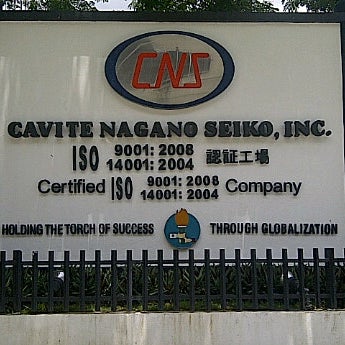 CNS
CAVITE NAGANO SEIKO, INC.
ISO 9001: 2008
14001: 2004 認証工場
Certified ISO 9001: 2008
14001: 2004 Company
HOLDING THE TORCH OF SUCCESS THROUGH GLOBALIZATION